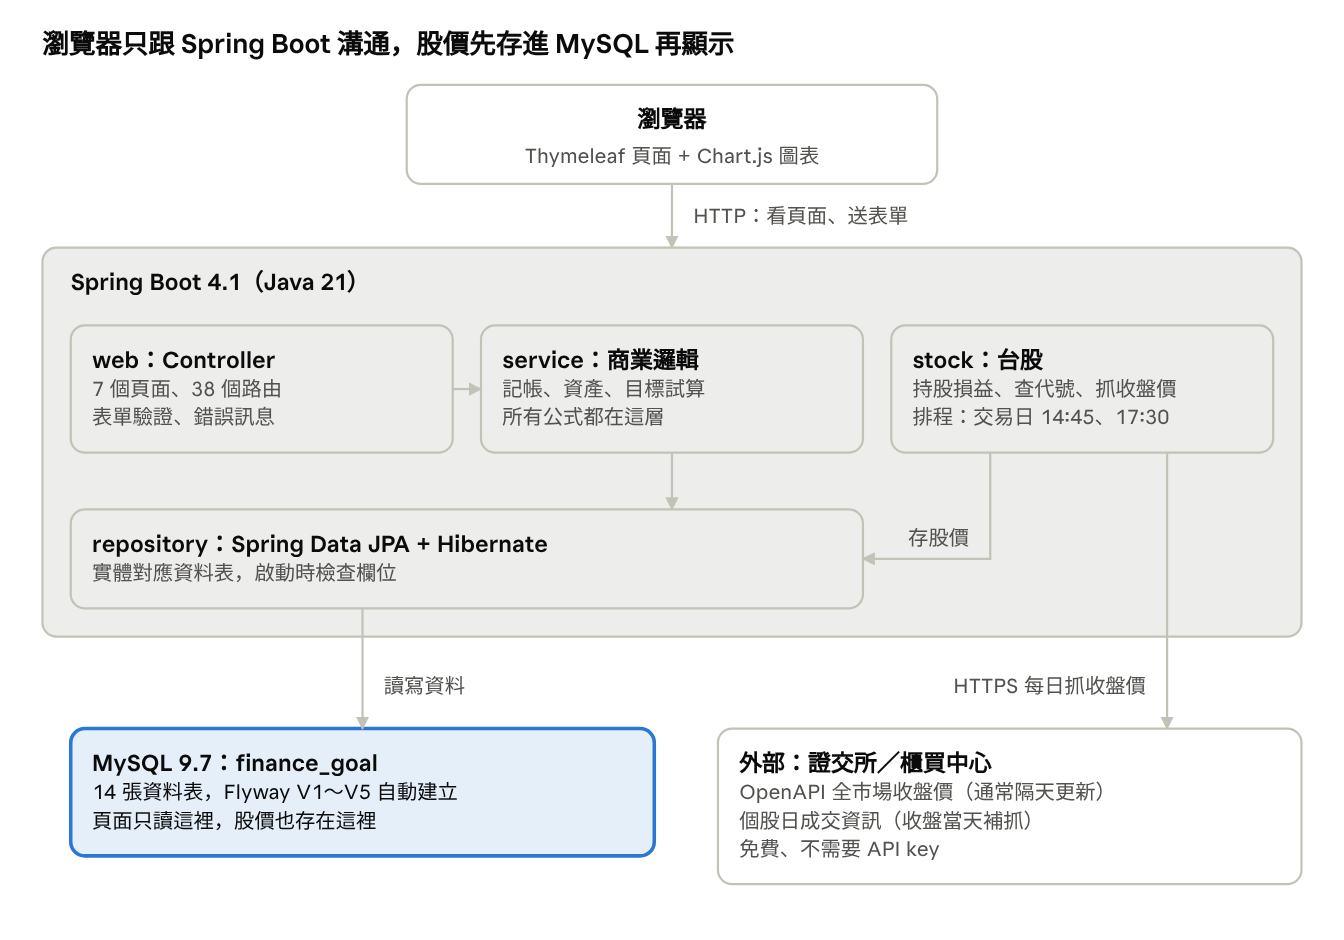 瀏覽器只跟 Spring Boot 溝通，股價先存進 MySQL 再顯示
瀏覽器
Thymeleaf 頁面 + Chart.js 圖表
HTTP：看頁面、送表單
Spring Boot 4.1（Java 21）
web：Controller
7 個頁面、38 個路由
表單驗證、錯誤訊息
service：商業邏輯
記帳、資產、目標試算
所有公式都在這層
stock：台股
持股損益、查代號、抓收盤價
排程：交易日 14:45、17:30
repository：Spring Data JPA + Hibernate
實體對應資料表，啟動時檢查欄位
存股價
讀寫資料
HTTPS 每日抓收盤價
MySQL 9.7：finance_goal
14 張資料表，Flyway V1～V5 自動建立
頁面只讀這裡，股價也存在這裡
外部：證交所／櫃買中心
OpenAPI 全市場收盤價（通常隔天更新）
個股日成交資訊（收盤當天補抓）
免費、不需要 API key